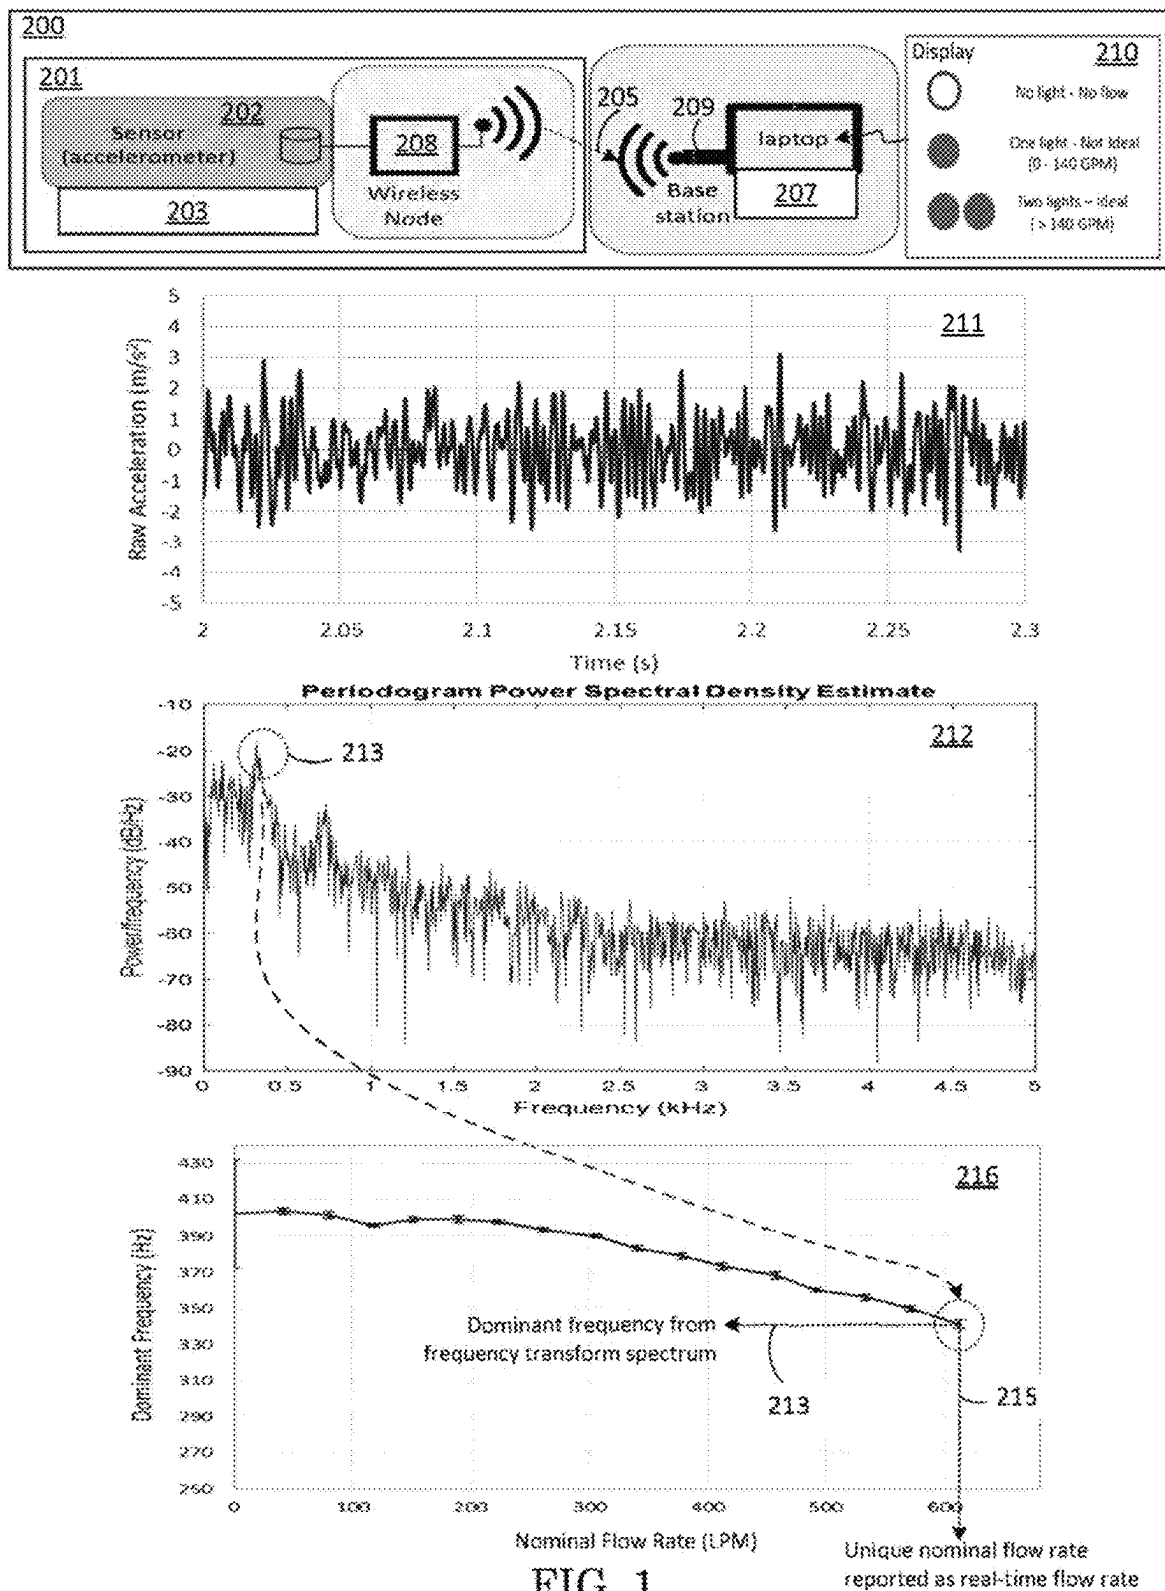 200
201
202
Sensor
(accelerometer)
203
208
Wireless
Node
205
209
laptop
Base
station
207
Display
210
No light - No flow
One light - Not Ideal
(0 - 140 GPM)
Two lights – Ideal
( > 140 GPM)
211
Raw Acceleration (m/s²)
5
4
3
2
1
0
-1
-2
-3
-4
-5
2 2.05 2.1 2.15 2.2 2.25 2.3
Time (s)
Periodogram Power Spectral Density Estimate
212
213
Power/frequency (dB/Hz)
-10
-20
-30
-40
-50
-60
-70
-80
-90
0 0.5 1 1.5 2 2.5 3 3.5 4 4.5 5
Frequency (kHz)
216
Dominant Frequency (Hz)
430
410
390
370
350
330
310
290
270
250
Dominant frequency from
frequency transform spectrum
213
215
0 100 200 300 400 500 600
Nominal Flow Rate (LPM)
Unique nominal flow rate
reported as real-time flow rate
FIG. 1